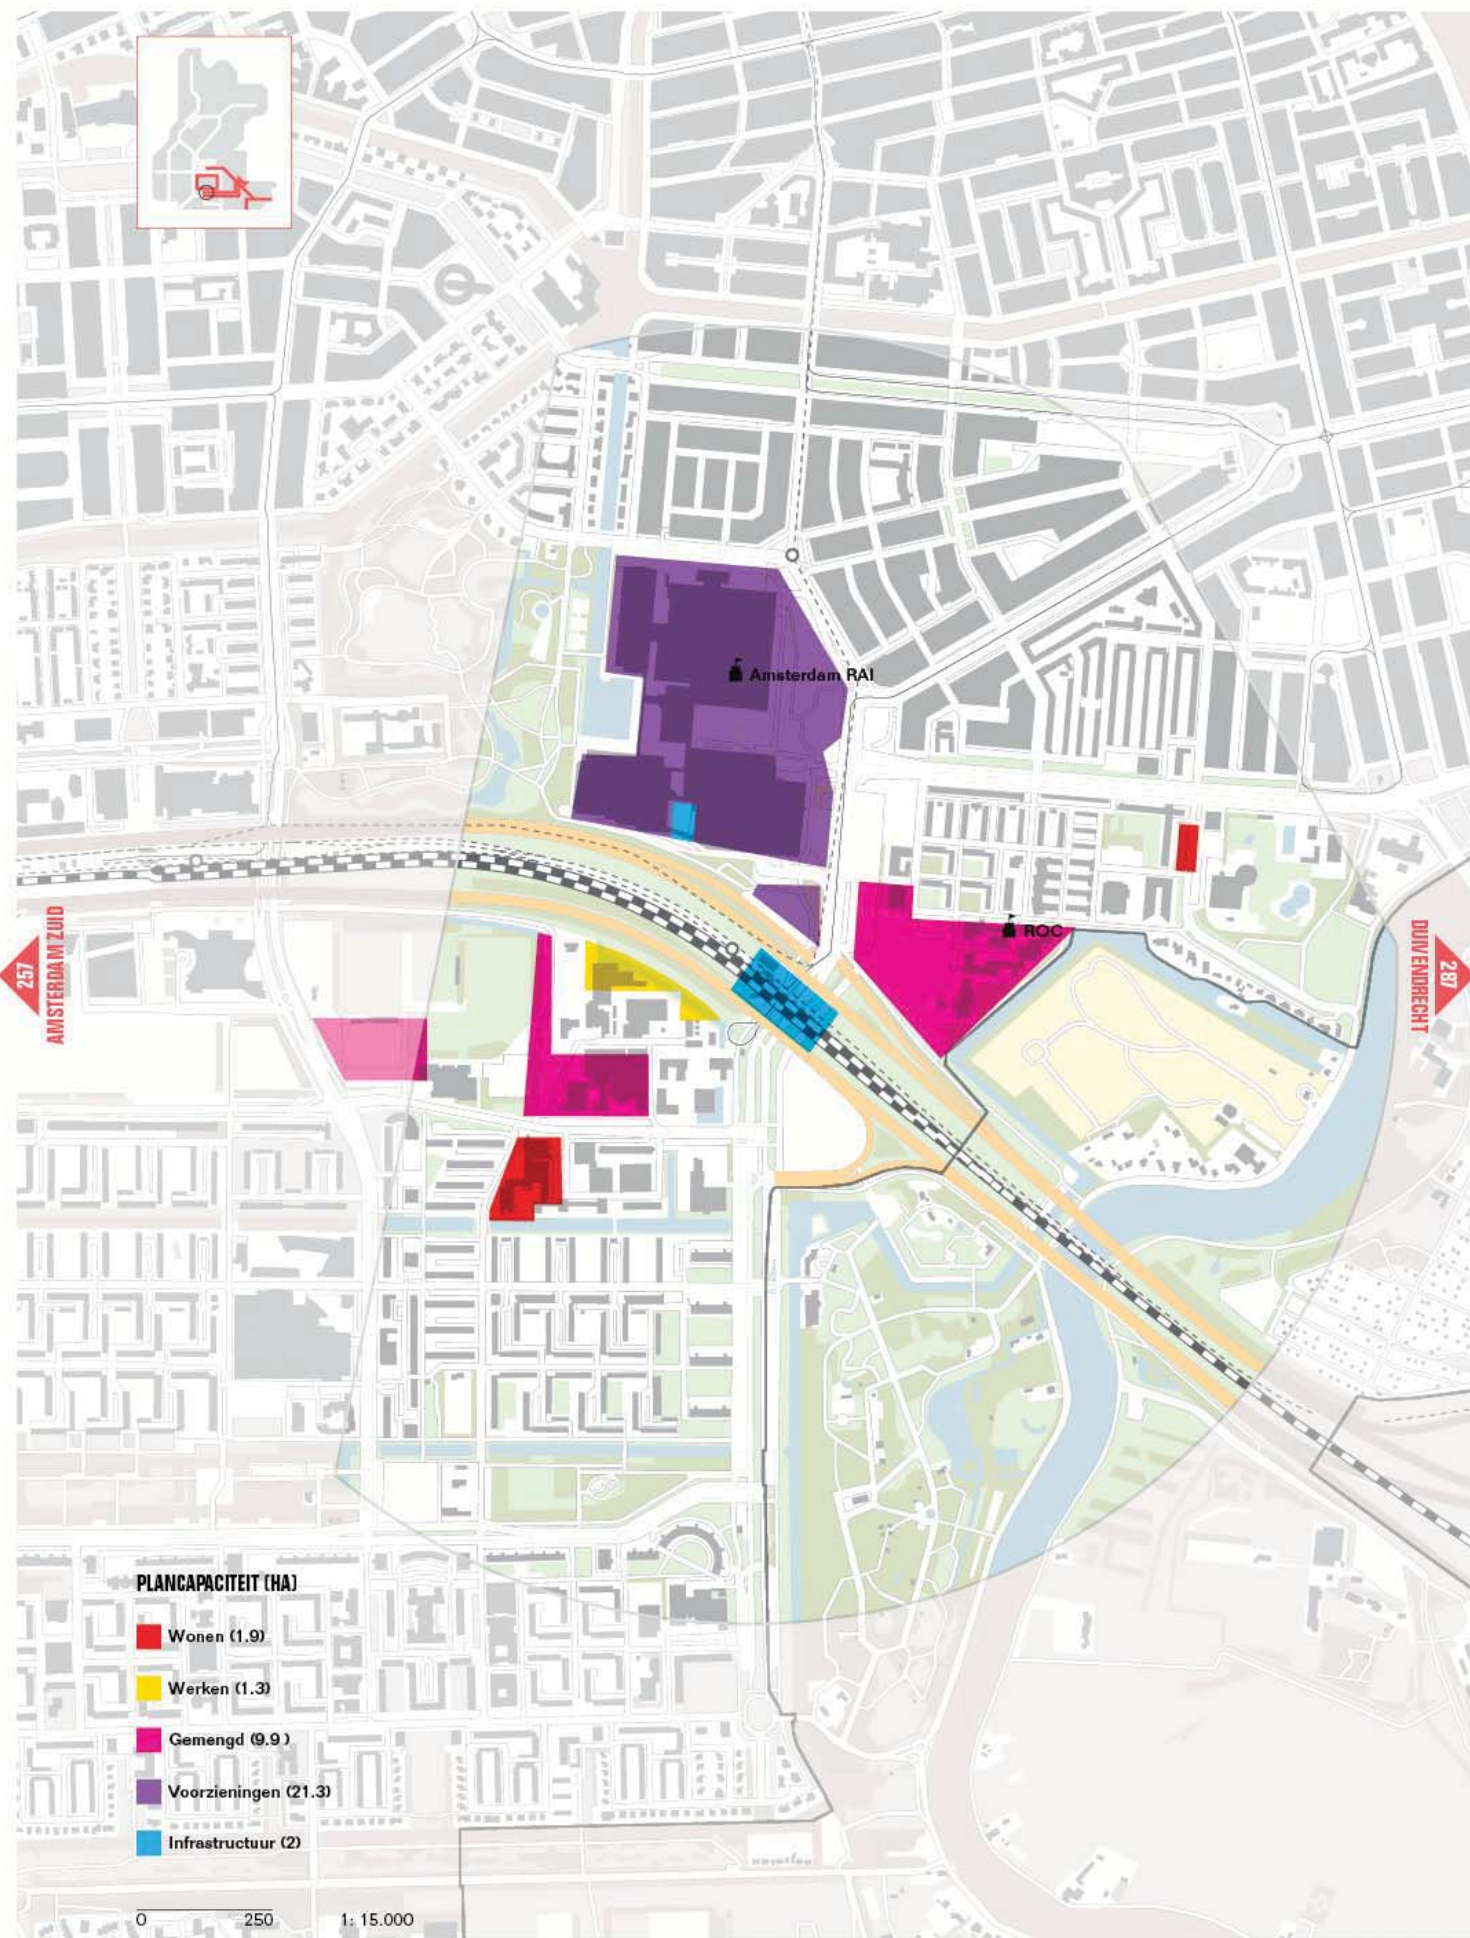 Amsterdam RAI
ROC
257
AMSTERDAM ZUID
287
DUIVENDRECHT
PLANCAPACITEIT (HA)
Wonen (1.9)
Werken (1.3)
Gemengd (9.9 )
Voorzieningen (21.3)
Infrastructuur (2)
0 250 1: 15.000